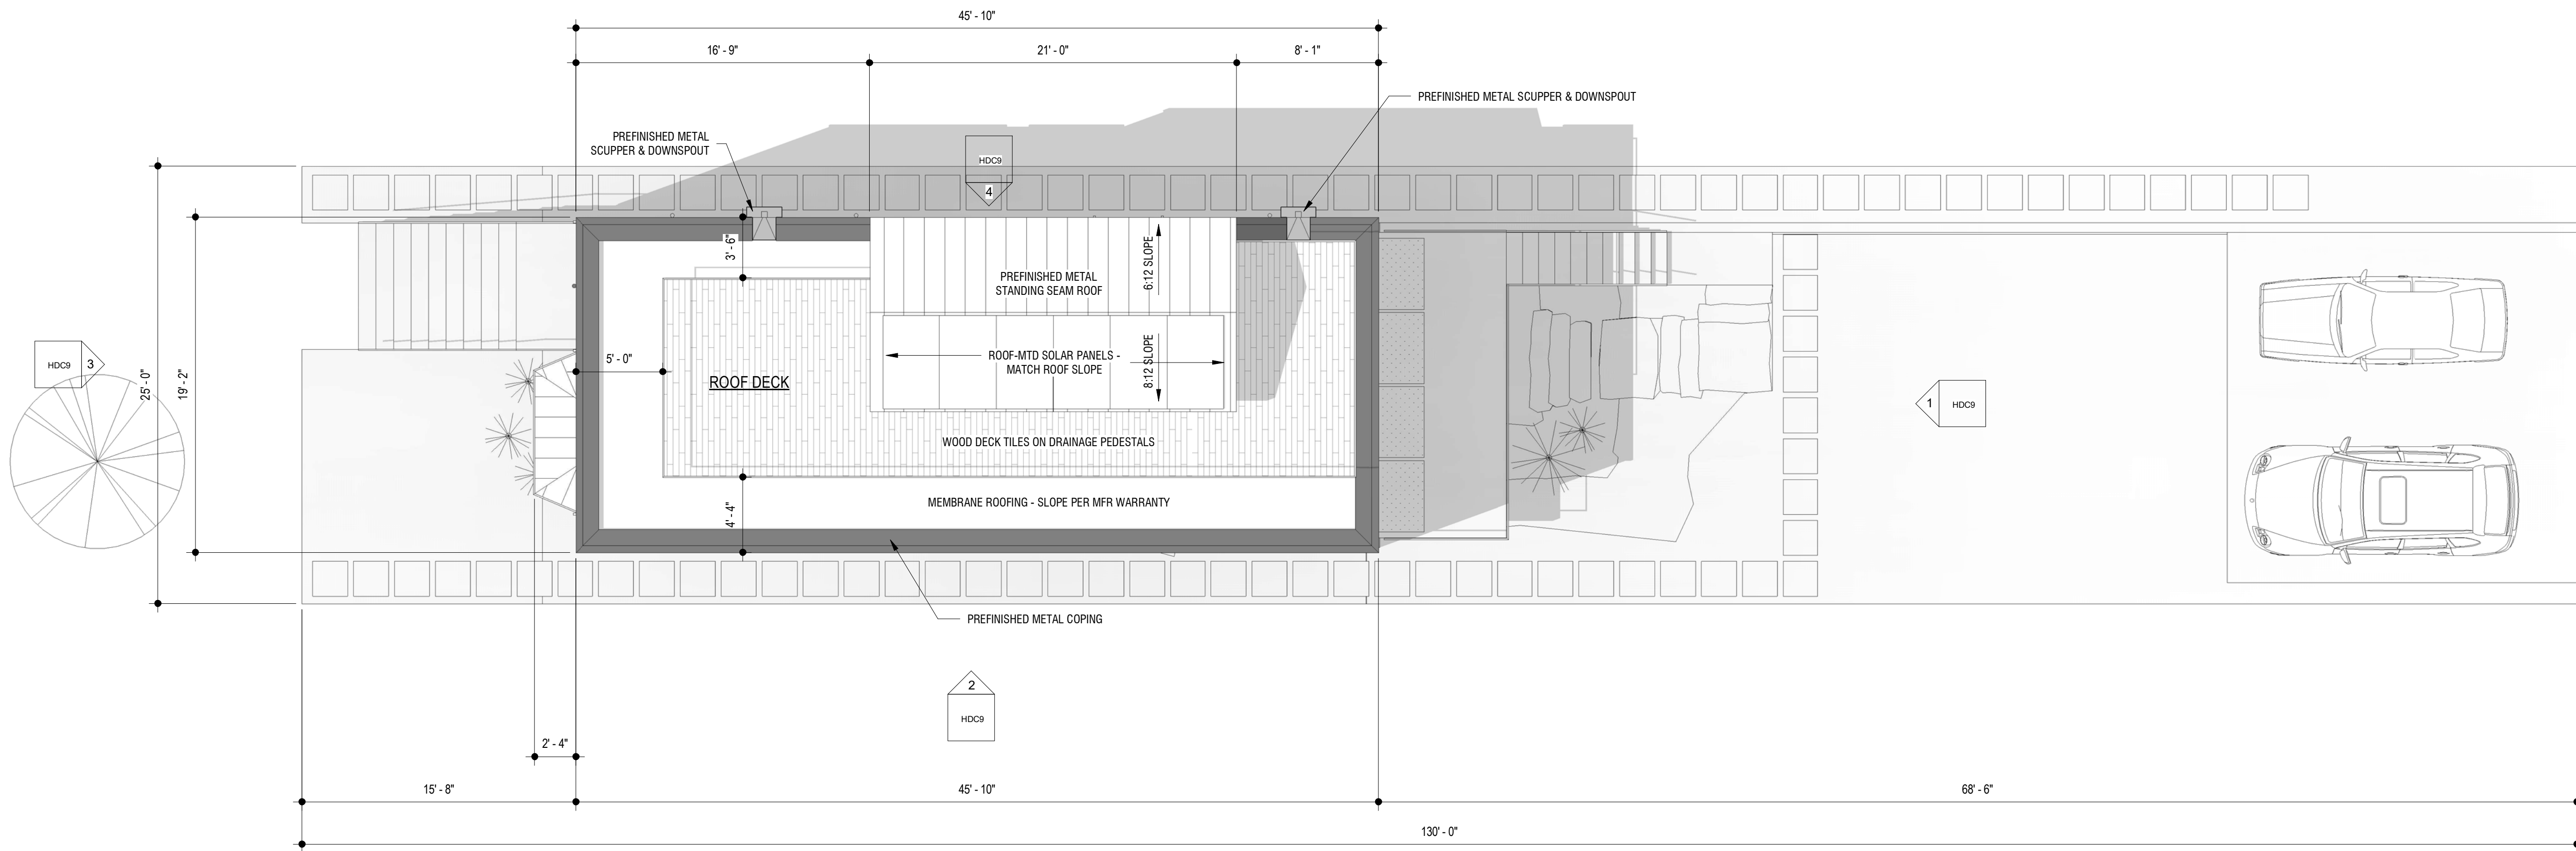 45' - 10"
16' - 9"
21' - 0"
8' - 1"
PREFINISHED METAL SCUPPER & DOWNSPOUT
PREFINISHED METAL
SCUPPER & DOWNSPOUT
HDC9
4
3' - 6"
6:12 SLOPE
PREFINISHED METAL
STANDING SEAM ROOF
8:12 SLOPE
ROOF-MTD SOLAR PANELS -
MATCH ROOF SLOPE
HDC9
3
25' - 0"
19' - 2"
5' - 0"
ROOF DECK
1
HDC9
WOOD DECK TILES ON DRAINAGE PEDESTALS
4' - 4"
MEMBRANE ROOFING - SLOPE PER MFR WARRANTY
PREFINISHED METAL COPING
2
HDC9
2' - 4"
15' - 8"
45' - 10"
68' - 6"
130' - 0"